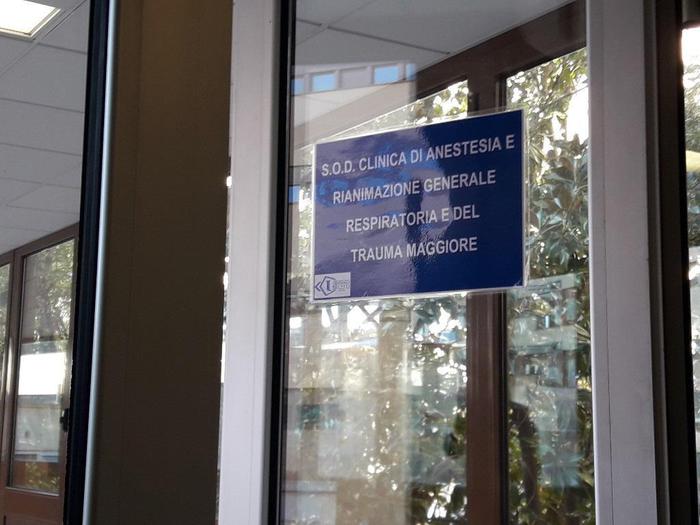 S.O.D. CLINICA DI ANESTESIA E
RIANIMAZIONE GENERALE
RESPIRATORIA E DEL
TRAUMA MAGGIORE